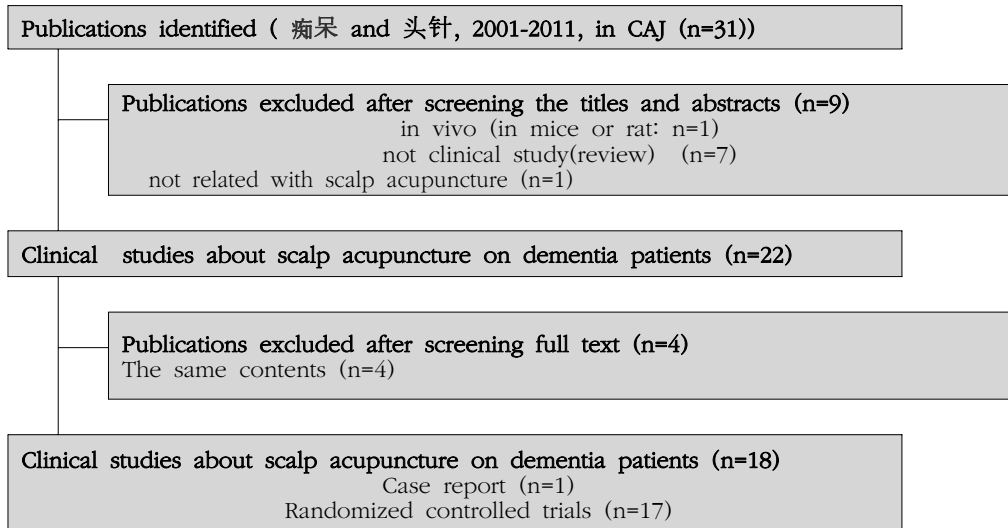 Publications identified ( 痴呆 and 头针, 2001-2011, in CAJ (n=31))
Publications excluded after screening the titles and abstracts (n=9)
in vivo (in mice or rat: n=1)
not clinical study(review) (n=7)
not related with scalp acupuncture (n=1)
Clinical studies about scalp acupuncture on dementia patients (n=22)
Publications excluded after screening full text (n=4)
The same contents (n=4)
Clinical studies about scalp acupuncture on dementia patients (n=18)
Case report (n=1)
Randomized controlled trials (n=17)